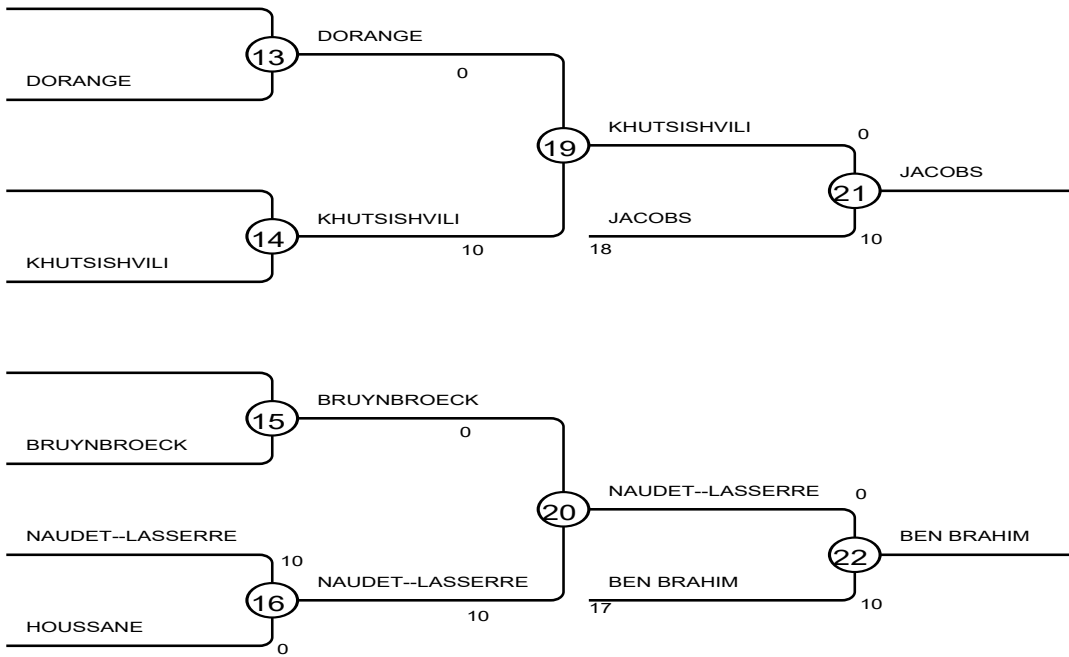 DORANGE
13
DORANGE
0
KHUTSISHVILI
0
19
JACOBS
21
KHUTSISHVILI
JACOBS
14
10
18
10
KHUTSISHVILI
BRUYNBROECK
15
0
BRUYNBROECK
NAUDET--LASSERRE
0
20
NAUDET--LASSERRE
BEN BRAHIM
10
22
NAUDET--LASSERRE
BEN BRAHIM
16
10
17
10
HOUSSANE
0